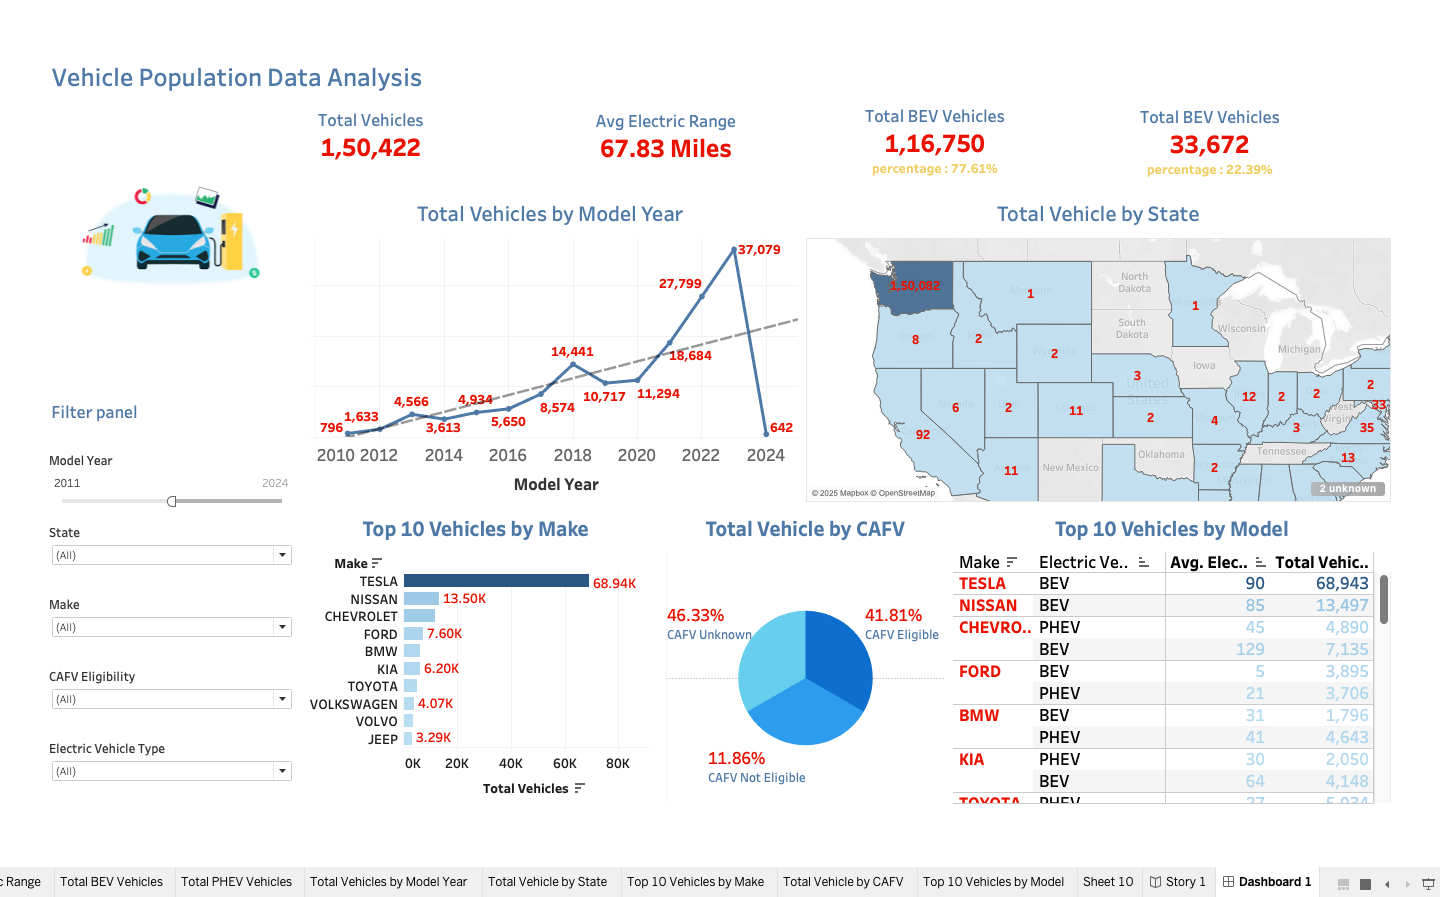 Vehicle Population Data Analysis
Total Vehicles
1,50,422
Avg Electric Range
67.83 Miles
Total BEV Vehicles
1,16,750
percentage : 77.61%
Total BEV Vehicles
33,672
percentage : 22.39%
Filter panel
Model Year
2011 2024
State
(All)
Make
(All)
CAFV Eligibility
(All)
Electric Vehicle Type
(All)
Total Vehicles by Model Year
37,079
27,799
14,441
18,684
4,566
4,934
10,717
11,294
1,633
8,574
796
3,613
5,650
642
2010 2012 2014 2016 2018 2020 2022 2024
Model Year
Total Vehicle by State
1,50,082
1
North
Dakota
1
South
Dakota
Wisconsin
Michigan
8
2
2
Iowa
3
United
States
6
2
11
2
4
12
2
2
2
33
West
Virginia
35
3
92
11
New Mexico
Oklahoma
2
Tennessee
13
© 2025 Mapbox © OpenStreetMap
2 unknown
Top 10 Vehicles by Make
Make
TESLA 68.94K
NISSAN 13.50K
CHEVROLET
FORD 7.60K
BMW
KIA 6.20K
TOYOTA
VOLKSWAGEN 4.07K
VOLVO
JEEP 3.29K
0K 20K 40K 60K 80K
Total Vehicles
Total Vehicle by CAFV
46.33%
CAFV Unknown
41.81%
CAFV Eligible
11.86%
CAFV Not Eligible
Top 10 Vehicles by Model
Make Electric Ve.. Avg. Elec.. Total Vehic..
TESLA BEV 90 68,943
NISSAN BEV 85 13,497
CHEVRO.. PHEV 45 4,890
BEV 129 7,135
FORD BEV 5 3,895
PHEV 21 3,706
BMW BEV 31 1,796
PHEV 41 4,643
KIA PHEV 30 2,050
BEV 64 4,148
TOYOTA PHEV 27 5,034
c Range Total BEV Vehicles Total PHEV Vehicles Total Vehicles by Model Year Total Vehicle by State Top 10 Vehicles by Make Total Vehicle by CAFV Top 10 Vehicles by Model Sheet 10 Story 1 Dashboard 1